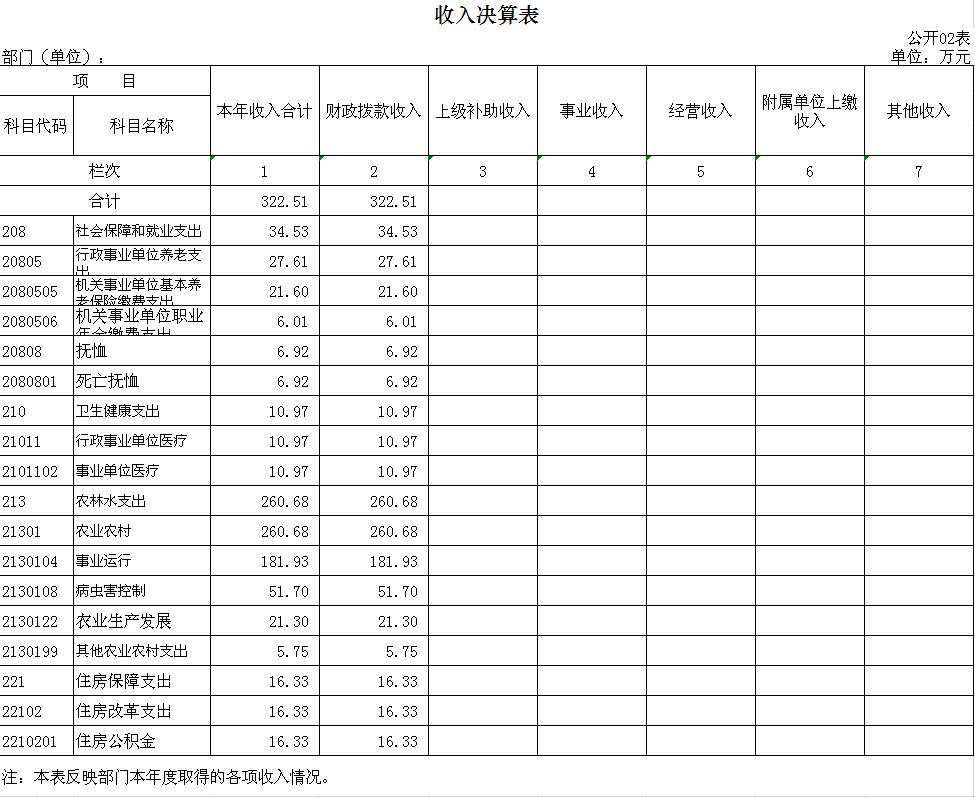 收入决算表
公开02表
部门（单位）：
单位：万元
项 目
本年收入合计 财政拨款收入 上级补助收入 事业收入 经营收入 附属单位上缴
收入 其他收入
科目代码 科目名称
栏次 1 2 3 4 5 6 7
合计 322.51 322.51
208 社会保障和就业支出 34.53 34.53
20805 行政事业单位养老支
出 27.61 27.61
2080505 机关事业单位基本养
老保险缴费支出 21.60 21.60
2080506 机关事业单位职业
年金缴费支出 6.01 6.01
20808 抚恤 6.92 6.92
2080801 死亡抚恤 6.92 6.92
210 卫生健康支出 10.97 10.97
21011 行政事业单位医疗 10.97 10.97
2101102 事业单位医疗 10.97 10.97
213 农林水支出 260.68 260.68
21301 农业农村 260.68 260.68
2130104 事业运行 181.93 181.93
2130108 病虫害控制 51.70 51.70
2130122 农业生产发展 21.30 21.30
2130199 其他农业农村支出 5.75 5.75
221 住房保障支出 16.33 16.33
22102 住房改革支出 16.33 16.33
2210201 住房公积金 16.33 16.33
注：本表反映部门本年度取得的各项收入情况。